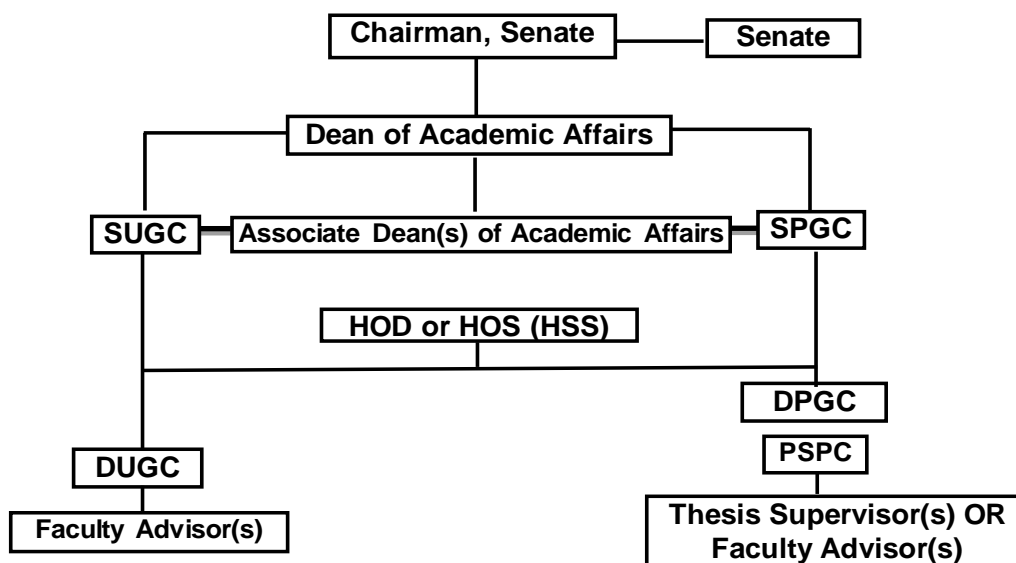 Chairman, Senate
Senate
Dean of Academic Affairs
SUGC
Associate Dean(s) of Academic Affairs
SPGC
HOD or HOS (HSS)
DPGC
DUGC
PSPC
Faculty Advisor(s)
Thesis Supervisor(s) OR
Faculty Advisor(s)